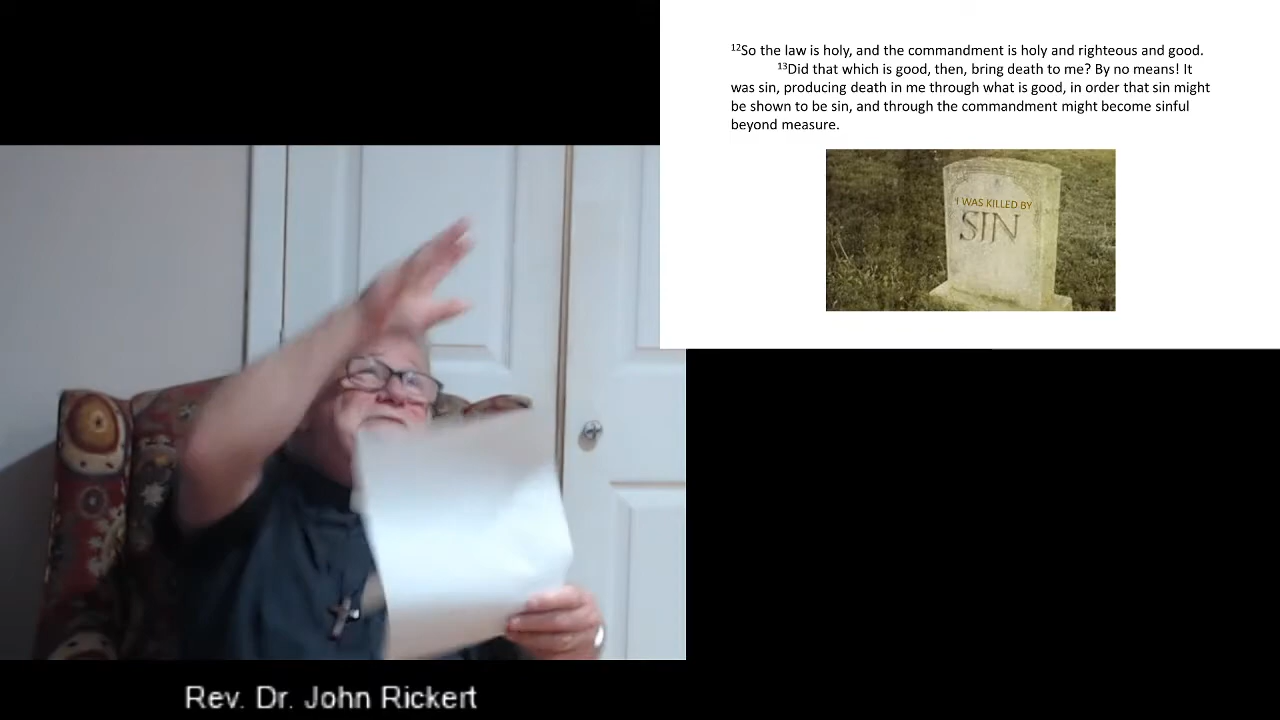 ¹²So the law is holy, and the commandment is holy and righteous and good.
¹³Did that which is good, then, bring death to me? By no means! It
was sin, producing death in me through what is good, in order that sin might
be shown to be sin, and through the commandment might become sinful
beyond measure.
I WAS KILLED BY
SIN
Rev. Dr. John Rickert